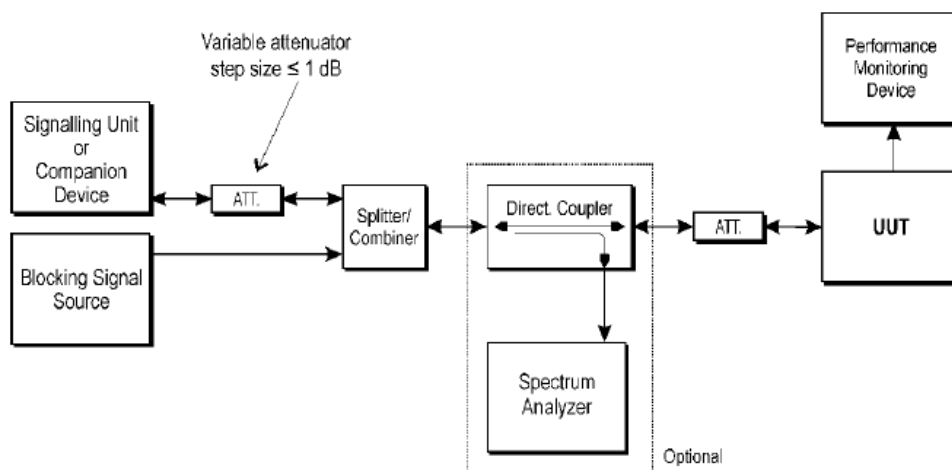 Variable attenuator
step size ≤ 1 dB
Performance
Monitoring
Device
Signalling Unit
or
Companion
Device
ATT.
Splitter/
Combiner
Direct. Coupler
ATT.
UUT
Blocking Signal
Source
Spectrum
Analyzer
Optional